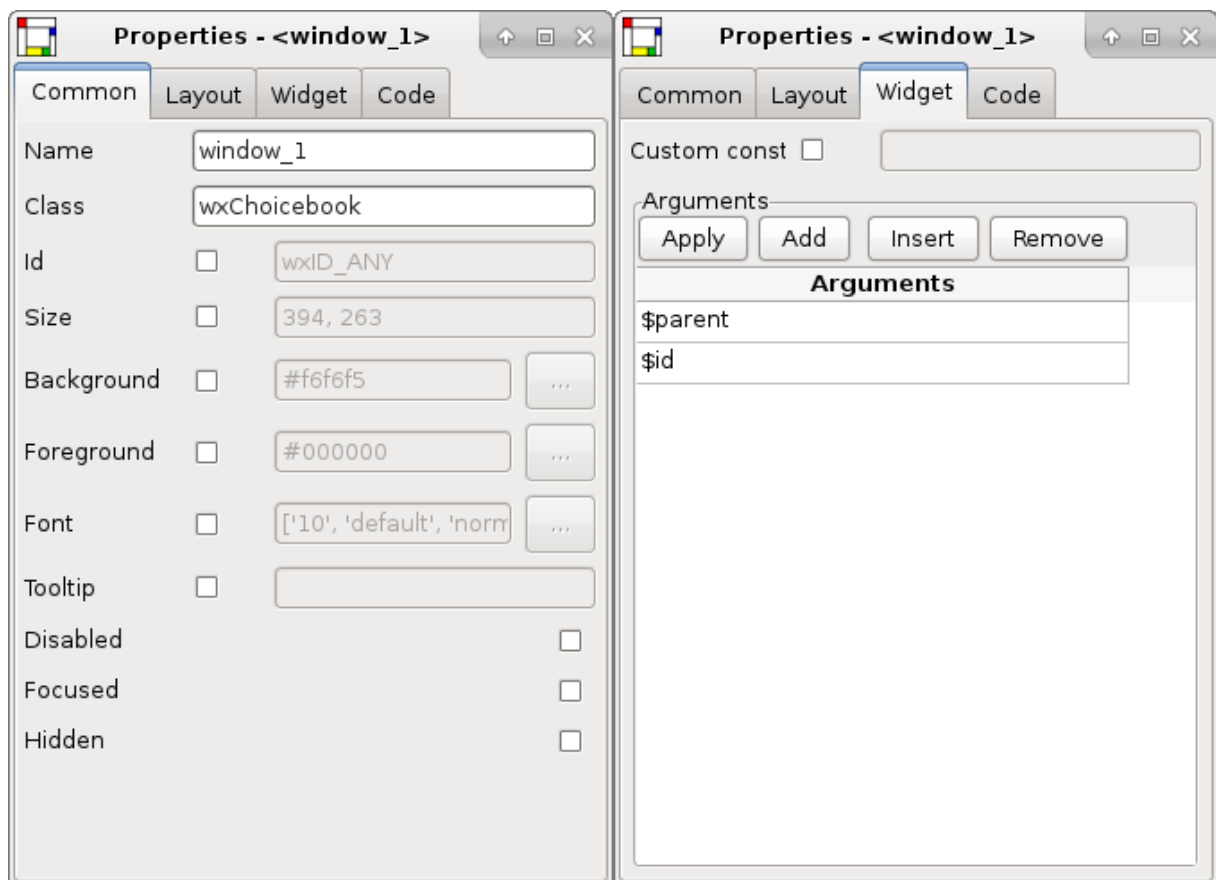 Properties - <window_1>
Common Layout Widget Code
Name window_1
Class wxChoicebook
Id wxID_ANY
Size 394, 263
Background #f6f6f5 ...
Foreground #000000 ...
Font ['10', 'default', 'norm ...
Tooltip
Disabled
Focused
Hidden
Properties - <window_1>
Common Layout Widget Code
Custom const
Arguments
Apply Add Insert Remove
Arguments
$parent
$id